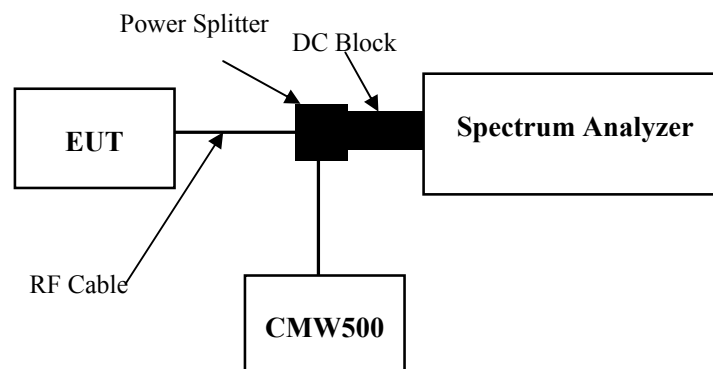 Power Splitter
DC Block
EUT
Spectrum Analyzer
RF Cable
CMW500